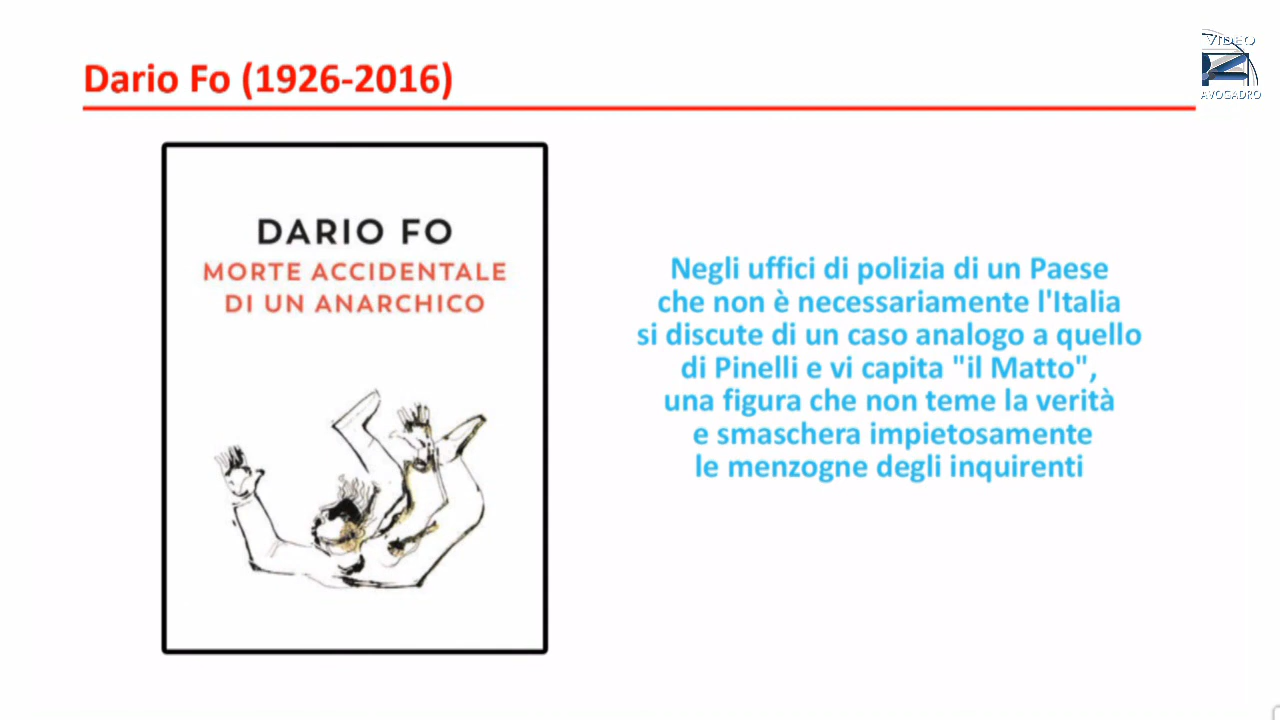 Dario Fo (1926-2016)
VIDEO
AVOGADRO
DARIO FO
MORTE ACCIDENTALE
DI UN ANARCHICO
Negli uffici di polizia di un Paese
che non è necessariamente l'Italia
si discute di un caso analogo a quello
di Pinelli e vi capita "il Matto",
una figura che non teme la verità
e smaschera impietosamente
le menzogne degli inquirenti